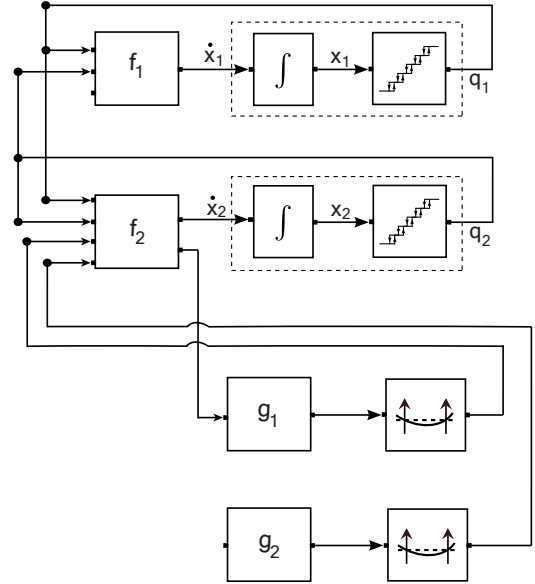 f₁ ẋ₁ ∫ x₁ q₁
f₂ ẋ₂ ∫ x₂ q₂
g₁
g₂